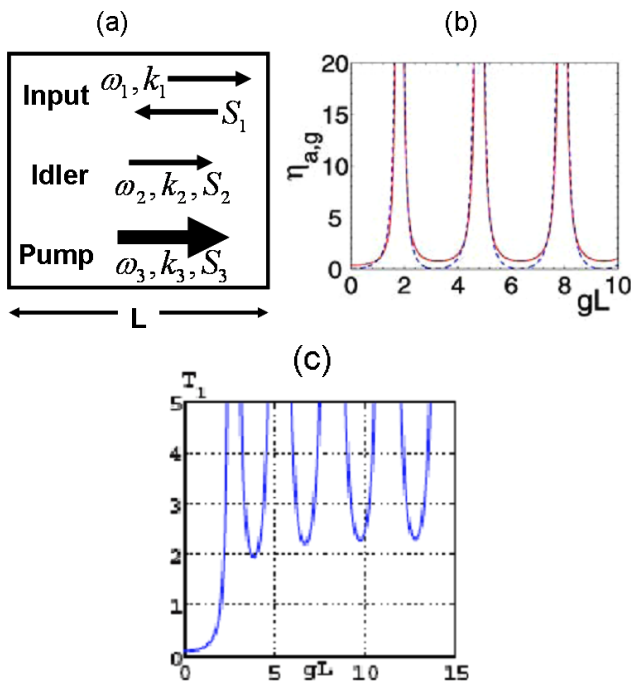 (a)
Input ω₁, k₁
S₁
Idler
ω₂, k₂, S₂
Pump
ω₃, k₃, S₃
L
(b)
20
15
10
5
0
ηa,g
0 2 4 6 8 10
gL
(c)
T₁
5
4
3
2
1
0
0 5 10 15
gL